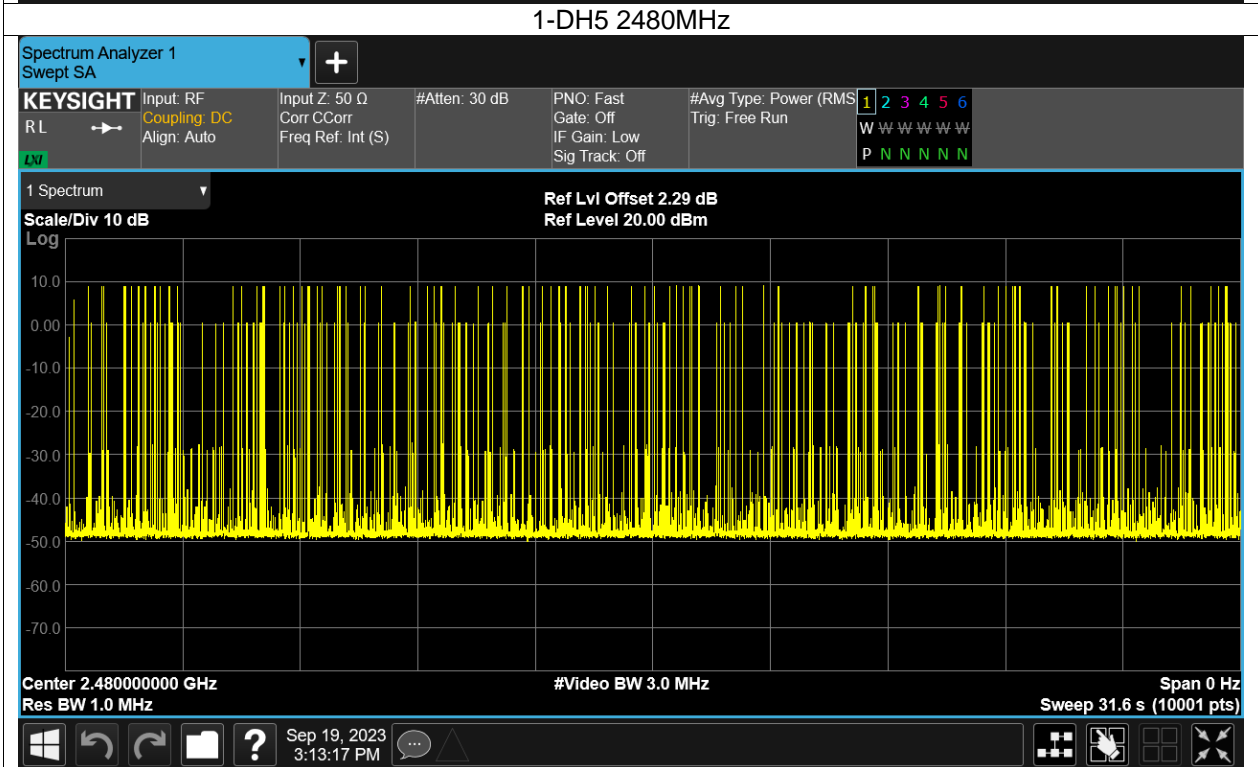 1-DH5 2480MHz
Spectrum Analyzer 1
Swept SA
+
KEYSIGHT
R L
LXI
Input: RF
Coupling: DC
Align: Auto
Input Z: 50 Ω
Corr CCorr
Freq Ref: Int (S)
#Atten: 30 dB
PNO: Fast
Gate: Off
IF Gain: Low
Sig Track: Off
#Avg Type: Power (RMS
Trig: Free Run
1 2 3 4 5 6
W W W W W W
P N N N N N
1 Spectrum
Scale/Div 10 dB
Ref Lvl Offset 2.29 dB
Ref Level 20.00 dBm
Log
10.0
0.00
-10.0
-20.0
-30.0
-40.0
-50.0
-60.0
-70.0
Center 2.480000000 GHz
#Video BW 3.0 MHz
Span 0 Hz
Res BW 1.0 MHz
Sweep 31.6 s (10001 pts)
?
Sep 19, 2023
3:13:17 PM